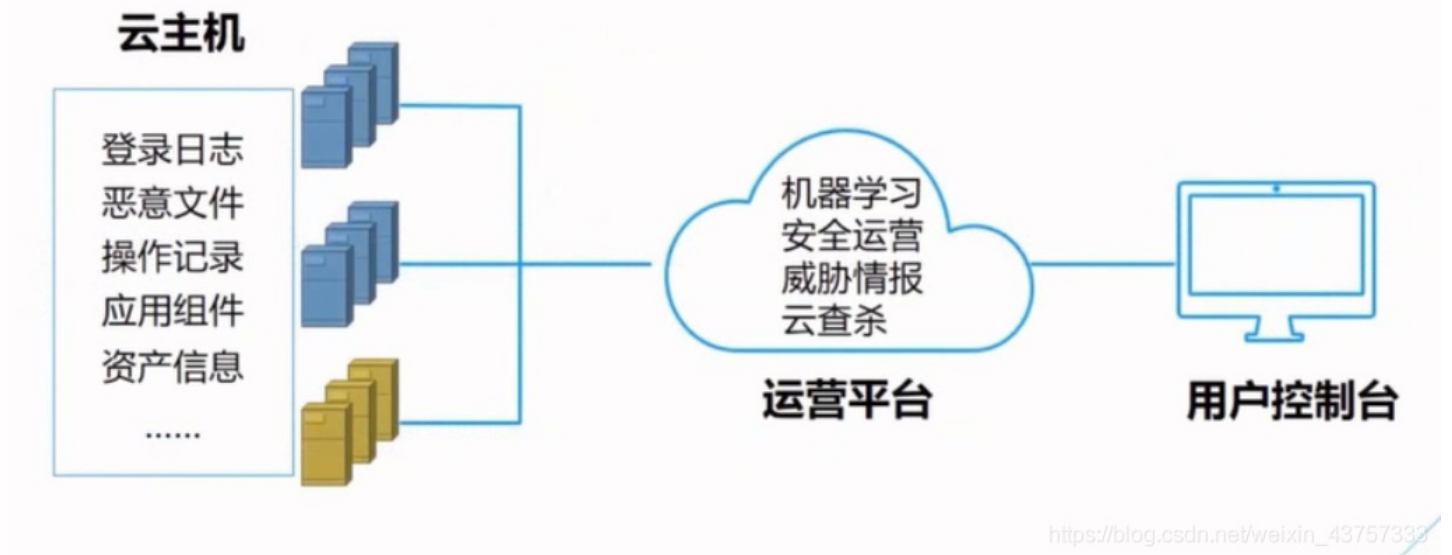 云主机
登录日志
恶意文件
操作记录
应用组件
资产信息
......
机器学习
安全运营
威胁情报
云查杀
运营平台
用户控制台
https://blog.csdn.net/weixin_43757333